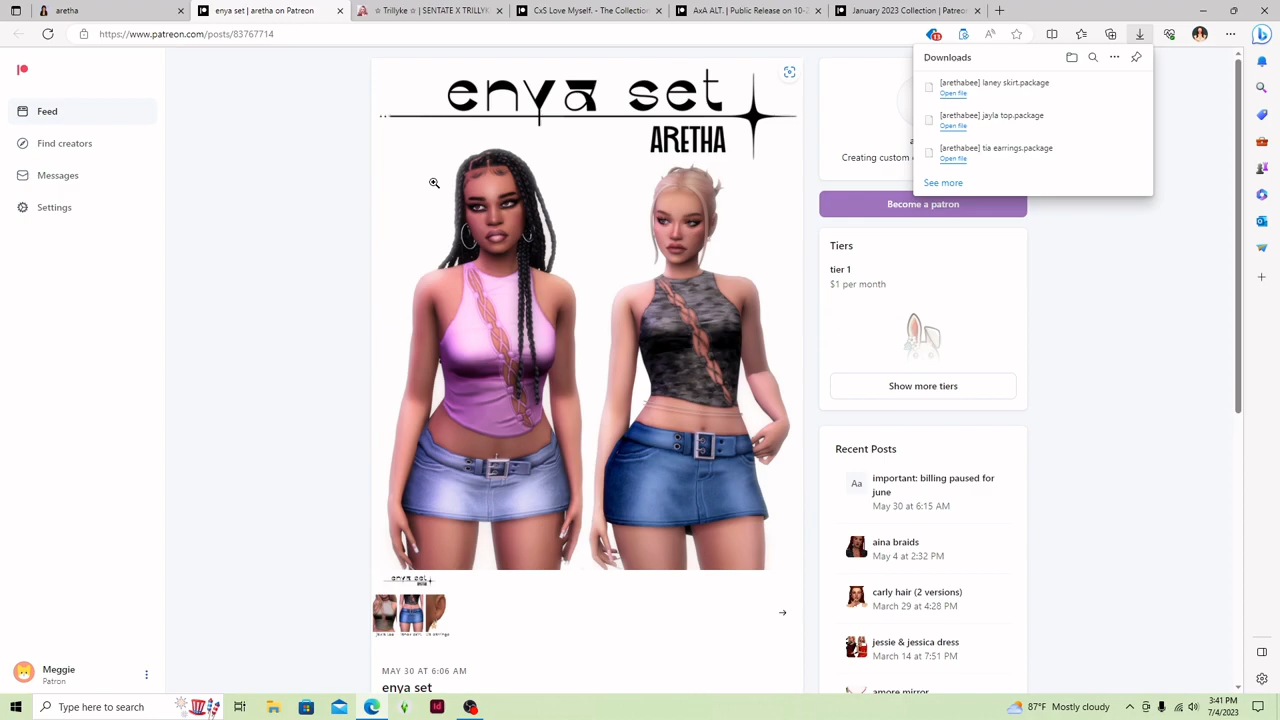 aretha
enya set | aretha on Patreon
☆ Trillyke | SENTATE X TRILLYK
CxS Love Myself. - The Collection
AxA ALT. | Public Release on 10-2
January 2023 Collection | Patreon
https://www.patreon.com/posts/83767714
Feed
Find creators
Messages
Settings
Meggie
Patron
enya set
ARETHA
MAY 30 AT 6:06 AM
enya set
Creating custom
Become a patron
Tiers
tier 1
$1 per month
Show more tiers
Recent Posts
Aa
important: billing paused for
june
May 30 at 6:15 AM
aina braids
May 4 at 2:32 PM
carly hair (2 versions)
March 29 at 4:28 PM
jessie & jessica dress
March 14 at 7:51 PM
amore mirror
Downloads
[arethabee] laney skirt.package
Open file
[arethabee] jayla top.package
Open file
[arethabee] tia earrings.package
Open file
See more
Type here to search
Id
87°F Mostly cloudy
3:41 PM
7/4/2023